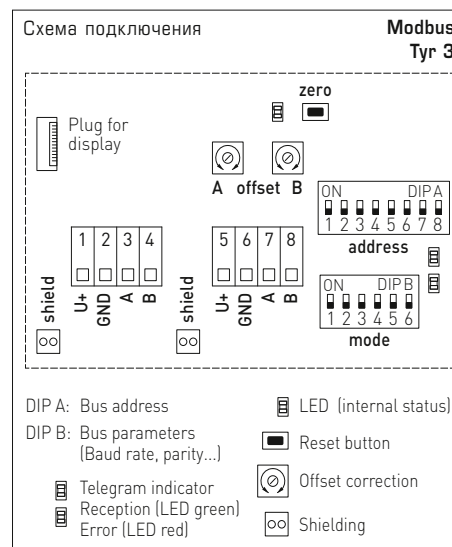 Схема подключения
Modbus
Tyr 3
zero
Plug for
display
A offset B
ON DIP A
1 2 3 4 5 6 7 8
address
1 2 3 4
5 6 7 8
shield
U+
GND
A
B
shield
U+
GND
A
B
ON DIP B
1 2 3 4 5 6
mode
DIP A: Bus address
DIP B: Bus parameters
(Baud rate, parity...)
Telegram indicator
Reception (LED green)
Error (LED red)
LED (internal status)
Reset button
Offset correction
Shielding